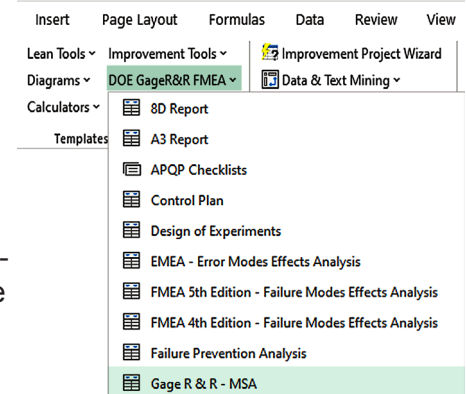 Insert Page Layout Formulas Data Review View
Lean Tools Improvement Tools Improvement Project Wizard
Diagrams DOE GageR&R FMEA Data & Text Mining
Calculators
Templates
8D Report
A3 Report
APQP Checklists
Control Plan
Design of Experiments
EMEA - Error Modes Effects Analysis
FMEA 5th Edition - Failure Modes Effects Analysis
FMEA 4th Edition - Failure Modes Effects Analysis
Failure Prevention Analysis
Gage R & R - MSA